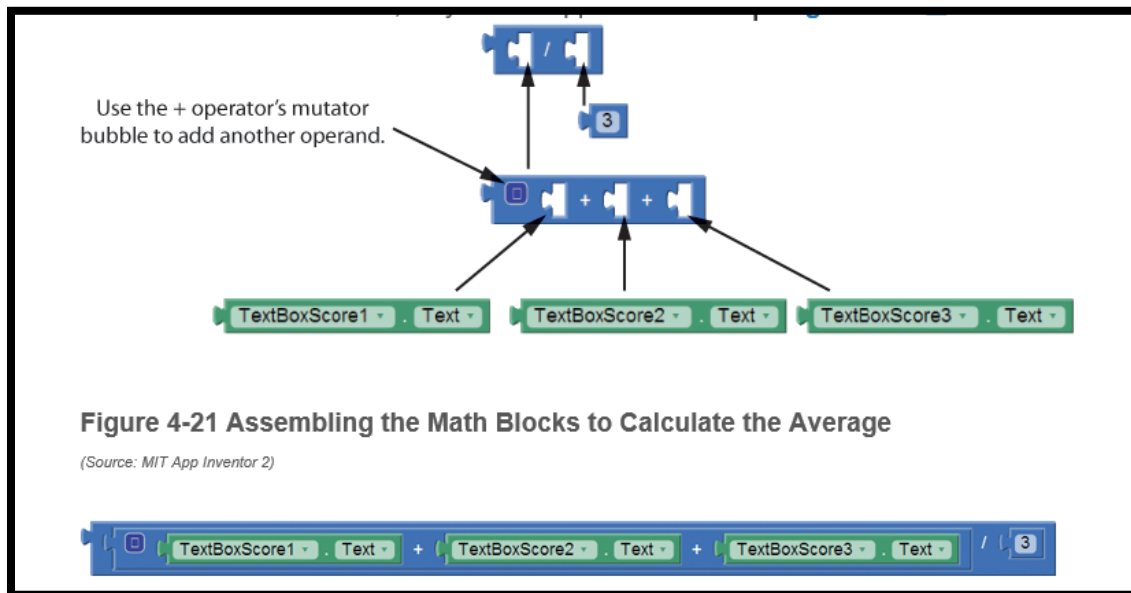 /
Use the + operator's mutator
3
bubble to add another operand.
+ +
TextBoxScore1 . Text TextBoxScore2 . Text TextBoxScore3 . Text
Figure 4-21 Assembling the Math Blocks to Calculate the Average
(Source: MIT App Inventor 2)
TextBoxScore1 . Text + TextBoxScore2 . Text + TextBoxScore3 . Text / 3